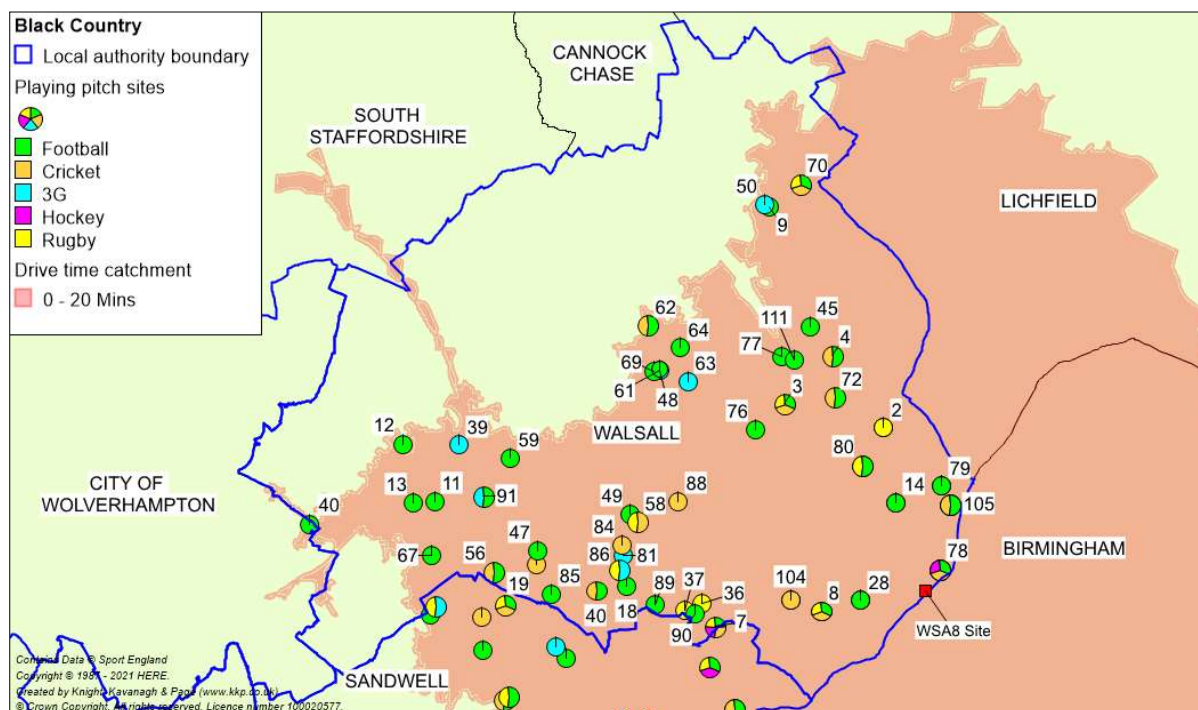 Black Country
Local authority boundary
Playing pitch sites
Football
Cricket
3G
Hockey
Rugby
Drive time catchment
0 - 20 Mins
CANNOCK
CHASE
SOUTH
STAFFORDSHIRE
LICHFIELD
70
50
9
62
64
111
45
77
4
69
63
61
48
3
72
76
2
WALSALL
12
39
59
80
CITY OF
WOLVERHAMPTON
79
13
11
91
14
105
40
49
58
88
84
47
86
81
78
BIRMINGHAM
67
56
19
85
89
37
36
104
8
28
40
18
90
7
WSA8 Site
SANDWELL
Contains Data © Sport England
Copyright © 1987 - 2021 HERE.
Created by Knight Kavanagh & Page (www.kkp.co.uk)
© Crown Copyright. All rights reserved. Licence number 100020577.